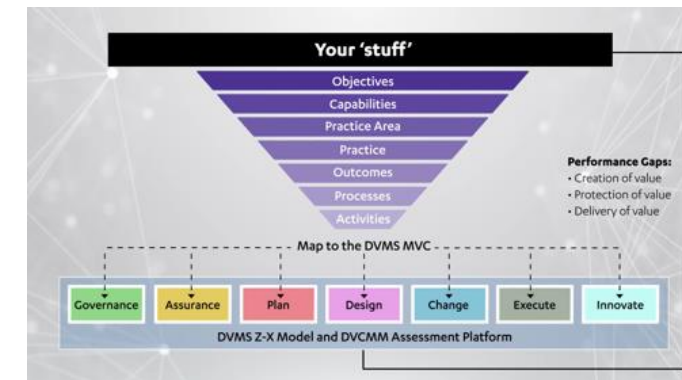 Your 'stuff'
Objectives
Capabilities
Practice Area
Practice
Outcomes
Processes
Activities
Performance Gaps:
• Creation of value
• Protection of value
• Delivery of value
Map to the DVMS MVC
Governance
Assurance
Plan
Design
Change
Execute
Innovate
DVMS Z-X Model and DVCMM Assessment Platform